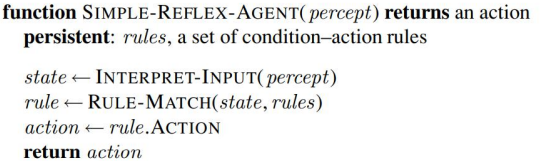 function SIMPLE-REFLEX-AGENT(percept) returns an action
persistent: rules, a set of condition–action rules
state ← INTERPRET-INPUT(percept)
rule ← RULE-MATCH(state, rules)
action ← rule.ACTION
return action